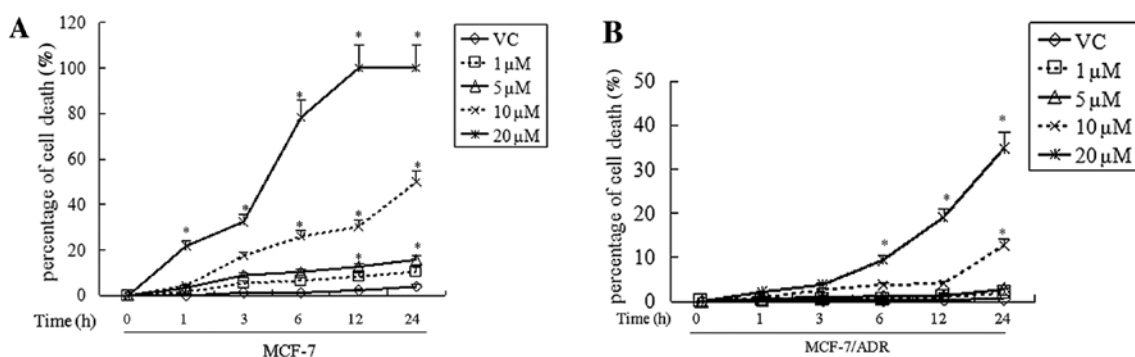 A
percentage of cell death (%)
120
100
80
60
40
20
0
* * * * * * * * * *
VC
1 µM
5 µM
10 µM
20 µM
Time (h) 0 1 3 6 12 24
MCF-7
B
percentage of cell death (%)
50
40
30
20
10
0
* * * *
VC
1 µM
5 µM
10 µM
20 µM
Time (h) 0 1 3 6 12 24
MCF-7/ADR